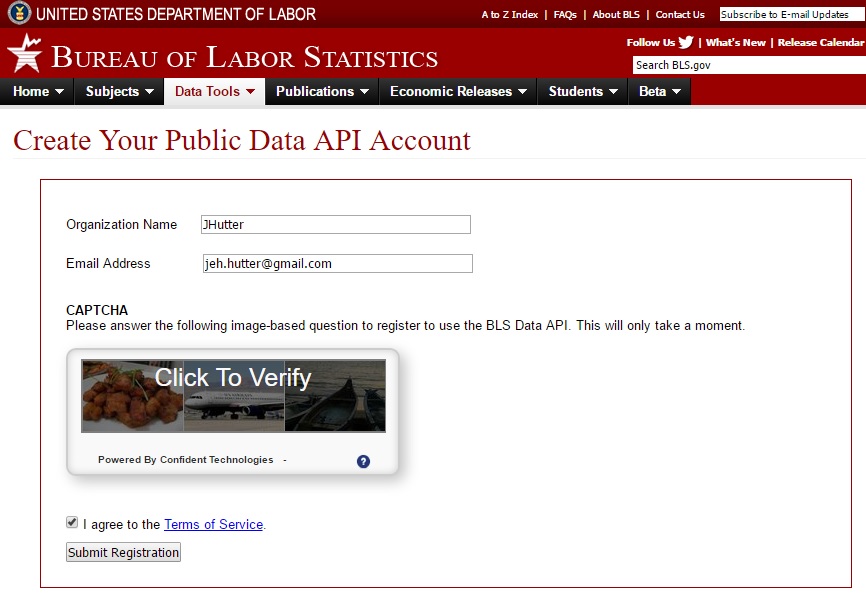 UNITED STATES DEPARTMENT OF LABOR
A to Z Index | FAQs | About BLS | Contact Us Subscribe to E-mail Updates
Follow Us | What's New | Release Calendar
BUREAU OF LABOR STATISTICS
Search BLS.gov
Home Subjects Data Tools Publications Economic Releases Students Beta
Create Your Public Data API Account
Organization Name JHutter
Email Address jeh.hutter@gmail.com
CAPTCHA
Please answer the following image-based question to register to use the BLS Data API. This will only take a moment.
Click To Verify
Powered By Confident Technologies - ?
I agree to the Terms of Service.
Submit Registration